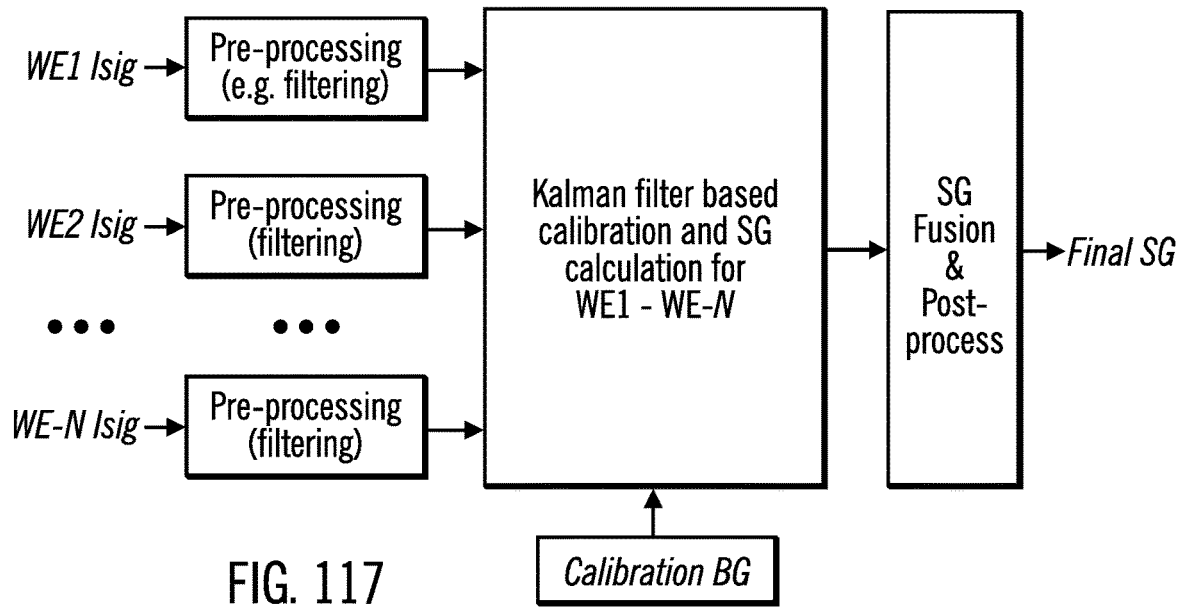 WE1 Isig
Pre-processing
(e.g. filtering)
WE2 Isig
Pre-processing
(filtering)
WE-N Isig
Pre-processing
(filtering)
Kalman filter based
calibration and SG
calculation for
WE1 - WE-N
SG
Fusion
&
Post-
process
Final SG
Calibration BG
FIG. 117